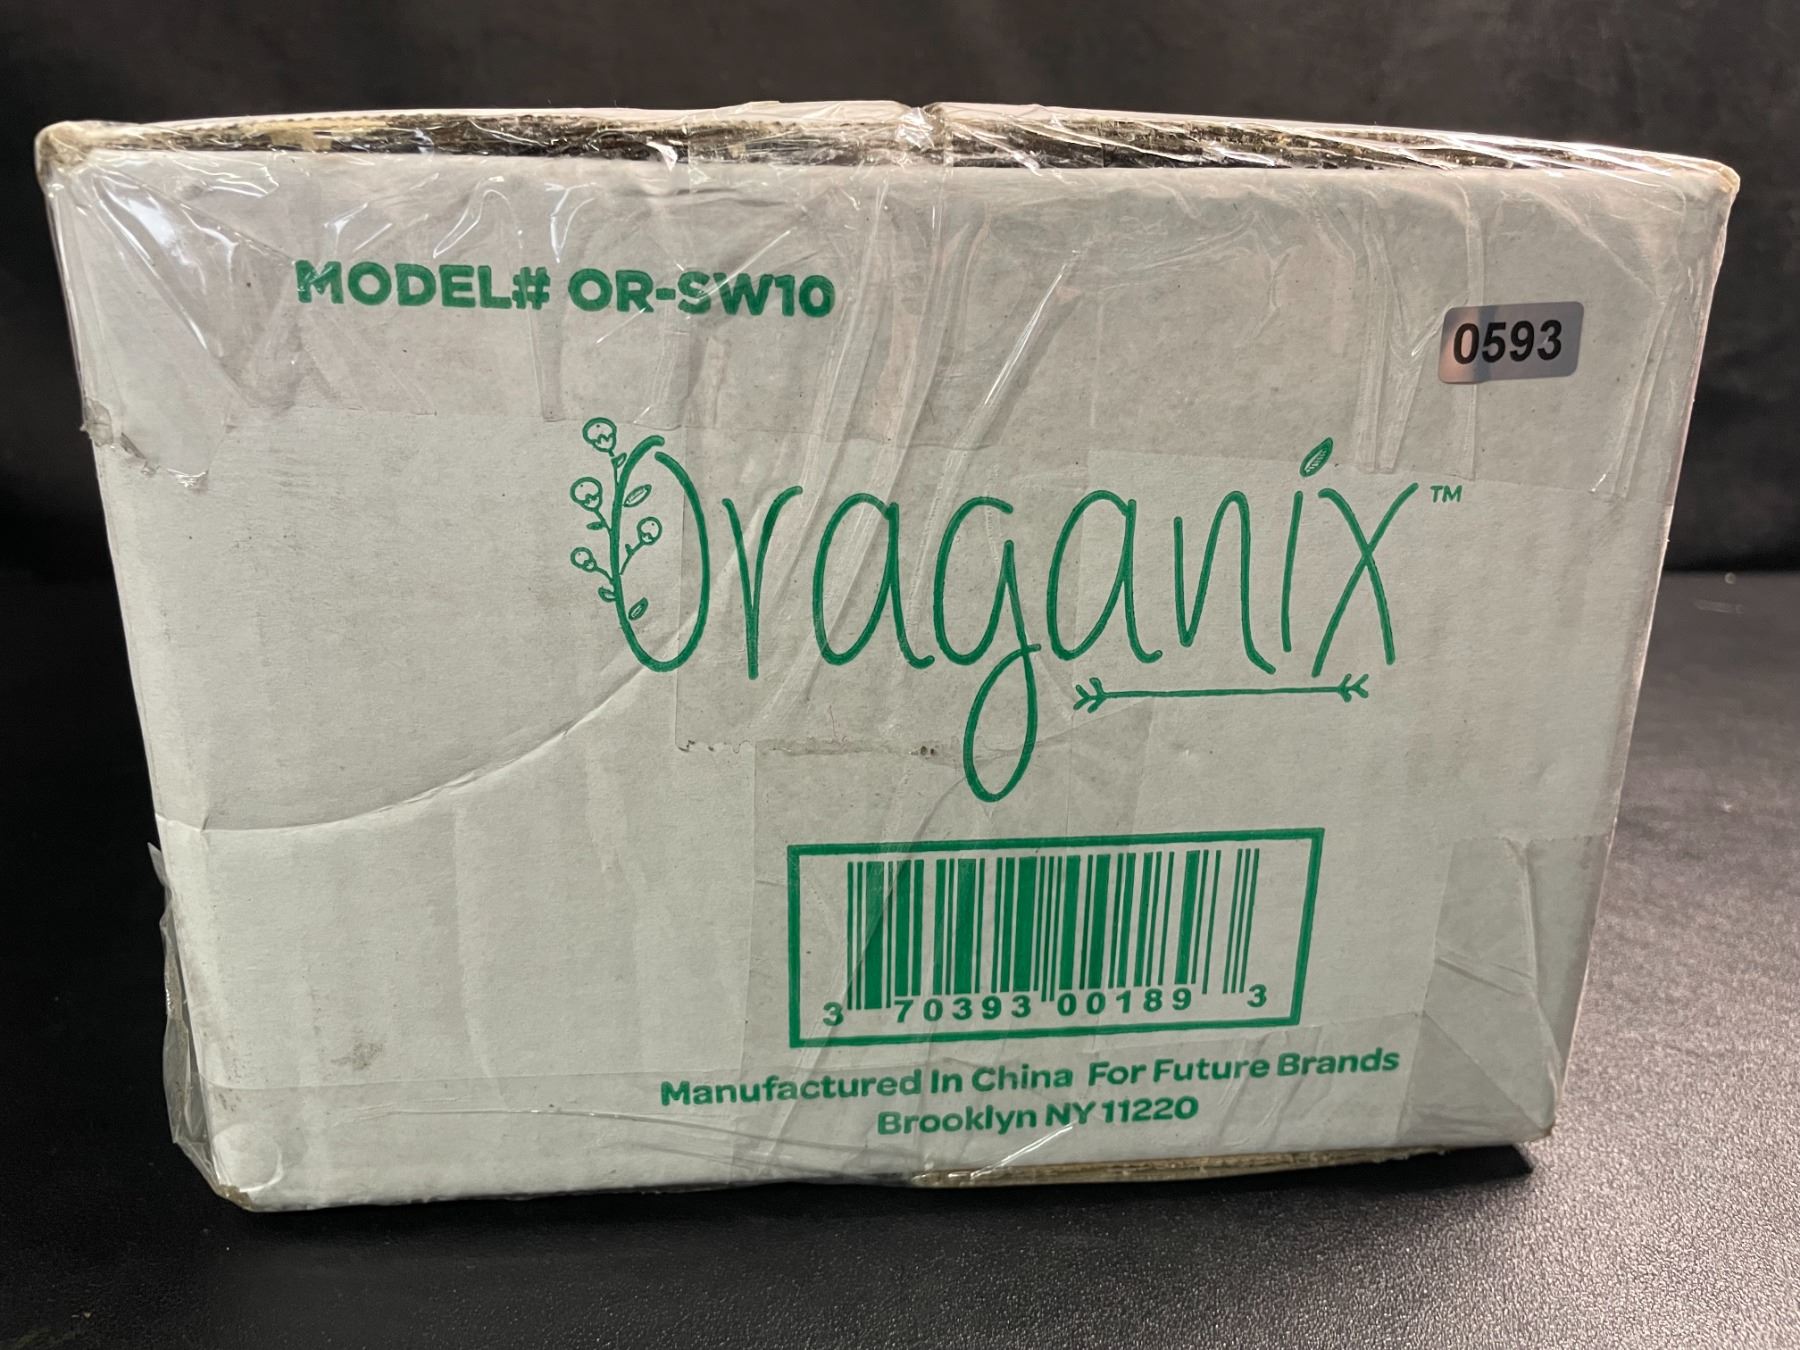 MODEL# OR-SW10
0593
Oraganix™
3 70393 00189 3
Manufactured In China For Future Brands
Brooklyn NY 11220